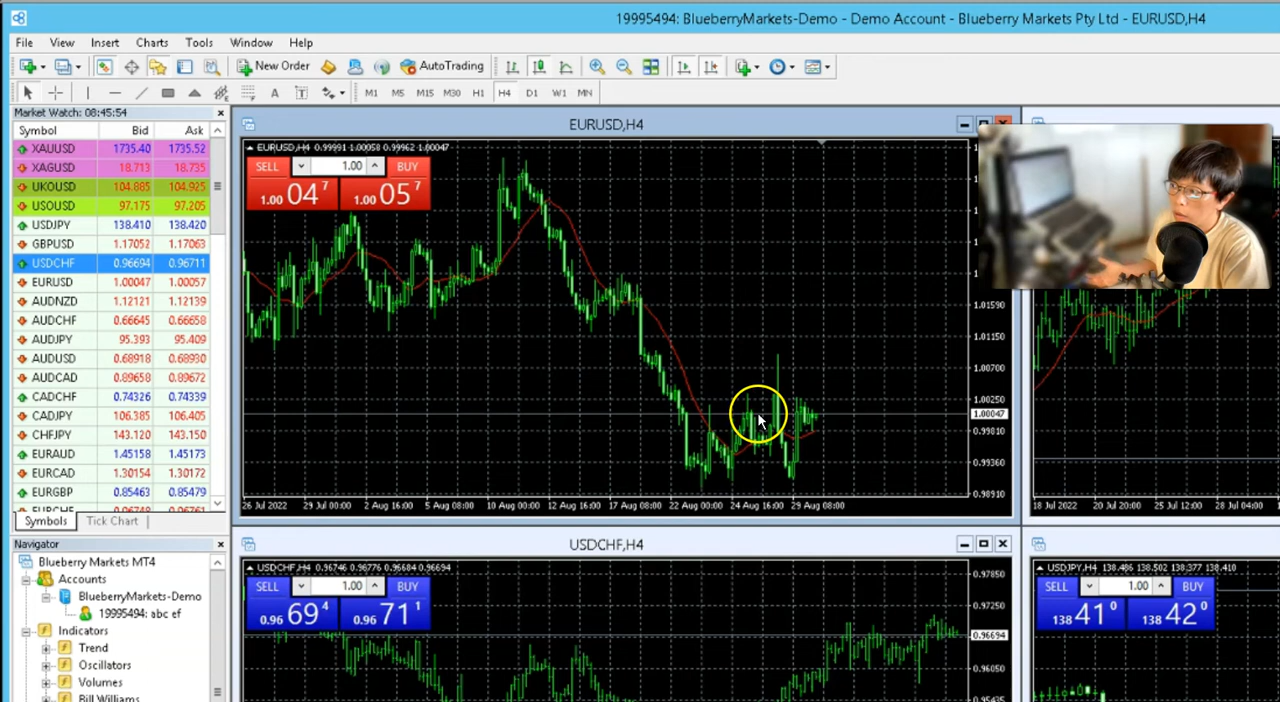 19995494: BlueberryMarkets-Demo - Demo Account - Blueberry Markets Pty Ltd - EURUSD,H4
File View Insert Charts Tools Window Help
New Order AutoTrading
A T M1 M5 M15 M30 H1 H4 D1 W1 MN
Market Watch: 08:45:54
Symbol Bid Ask
XAUUSD 1735.40 1735.52
XAGUSD 18.713 18.735
UKOUSD 104.885 104.925
USOUSD 97.175 97.205
USDJPY 138.410 138.420
GBPUSD 1.17052 1.17063
USDCHF 0.96694 0.96711
EURUSD 1.00047 1.00057
AUDNZD 1.12121 1.12139
AUDCHF 0.66645 0.66658
AUDJPY 95.393 95.409
AUDUSD 0.68918 0.68930
AUDCAD 0.89658 0.89672
CADCHF 0.74326 0.74339
CADJPY 106.385 106.405
CHFJPY 143.120 143.150
EURAUD 1.45158 1.45173
EURCAD 1.30154 1.30172
EURGBP 0.85463 0.85479
Symbols Tick Chart
Navigator
Blueberry Markets MT4
Accounts
BlueberryMarkets-Demo
19995494: abc ef
Indicators
Trend
Oscillators
Volumes
Bill Williams
EURUSD,H4
EURUSD,H4 0.99991 1.00058 0.99962 1.00047
SELL 1.00 BUY
1.00 04 7 1.00 05 7
1.01590
1.01150
1.00700
1.00250
1.00047
0.99810
0.99360
0.98910
26 Jul 2022 29 Jul 00:00 2 Aug 16:00 5 Aug 08:00 10 Aug 00:00 12 Aug 16:00 17 Aug 08:00 22 Aug 00:00 24 Aug 16:00 29 Aug 08:00
18 Jul 2022 20 Jul 20:00 25 Jul 12:00 28 Jul 04:00
USDCHF,H4
USDCHF,H4 0.96746 0.96776 0.96684 0.96694
SELL 1.00 BUY
0.96 69 4 0.96 71 1
0.97850
0.97250
0.96694
0.96050
USDJPY,H4 138.486 138.502 138.377 138.410
SELL 1.00 BUY
138 41 0 138 42 0